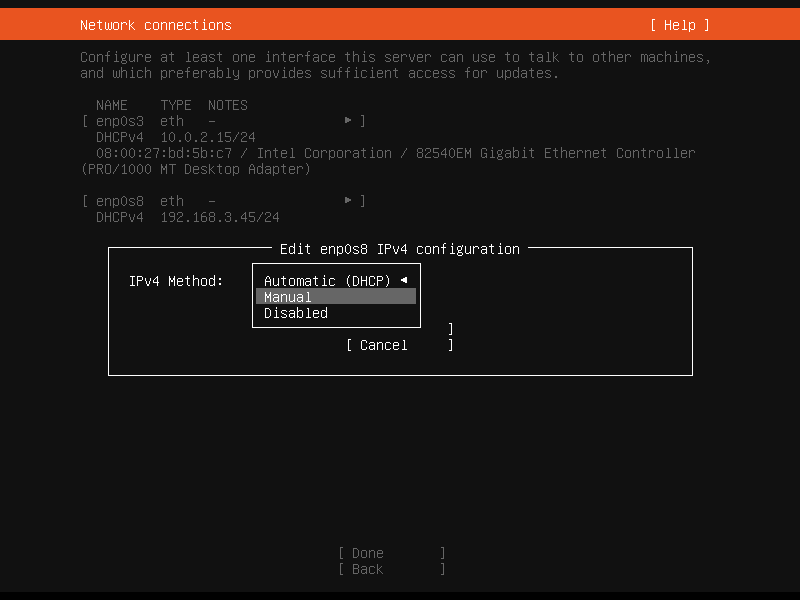 Network connections [ Help ]
Configure at least one interface this server can use to talk to other machines,
and which preferably provides sufficient access for updates.
NAME TYPE NOTES
[ enp0s3 eth - ▸ ]
DHCPv4 10.0.2.15/24
08:00:27:bd:5b:c7 / Intel Corporation / 82540EM Gigabit Ethernet Controller
(PRO/1000 MT Desktop Adapter)
[ enp0s8 eth - ▸ ]
DHCPv4 192.168.3.45/24
Edit enp0s8 IPv4 configuration
IPv4 Method: Automatic (DHCP) ◂
Manual
Disabled
]
[ Cancel ]
[ Done ]
[ Back ]